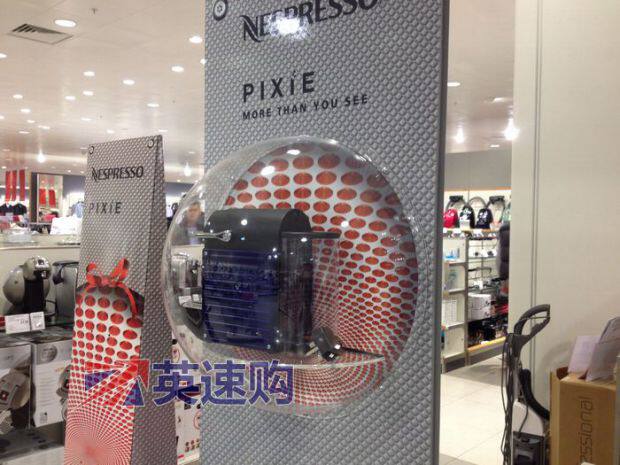 NESPRESSO
PIXiE
MORE THAN YOU SEE
NESPRESSO
PIXIE
英速购